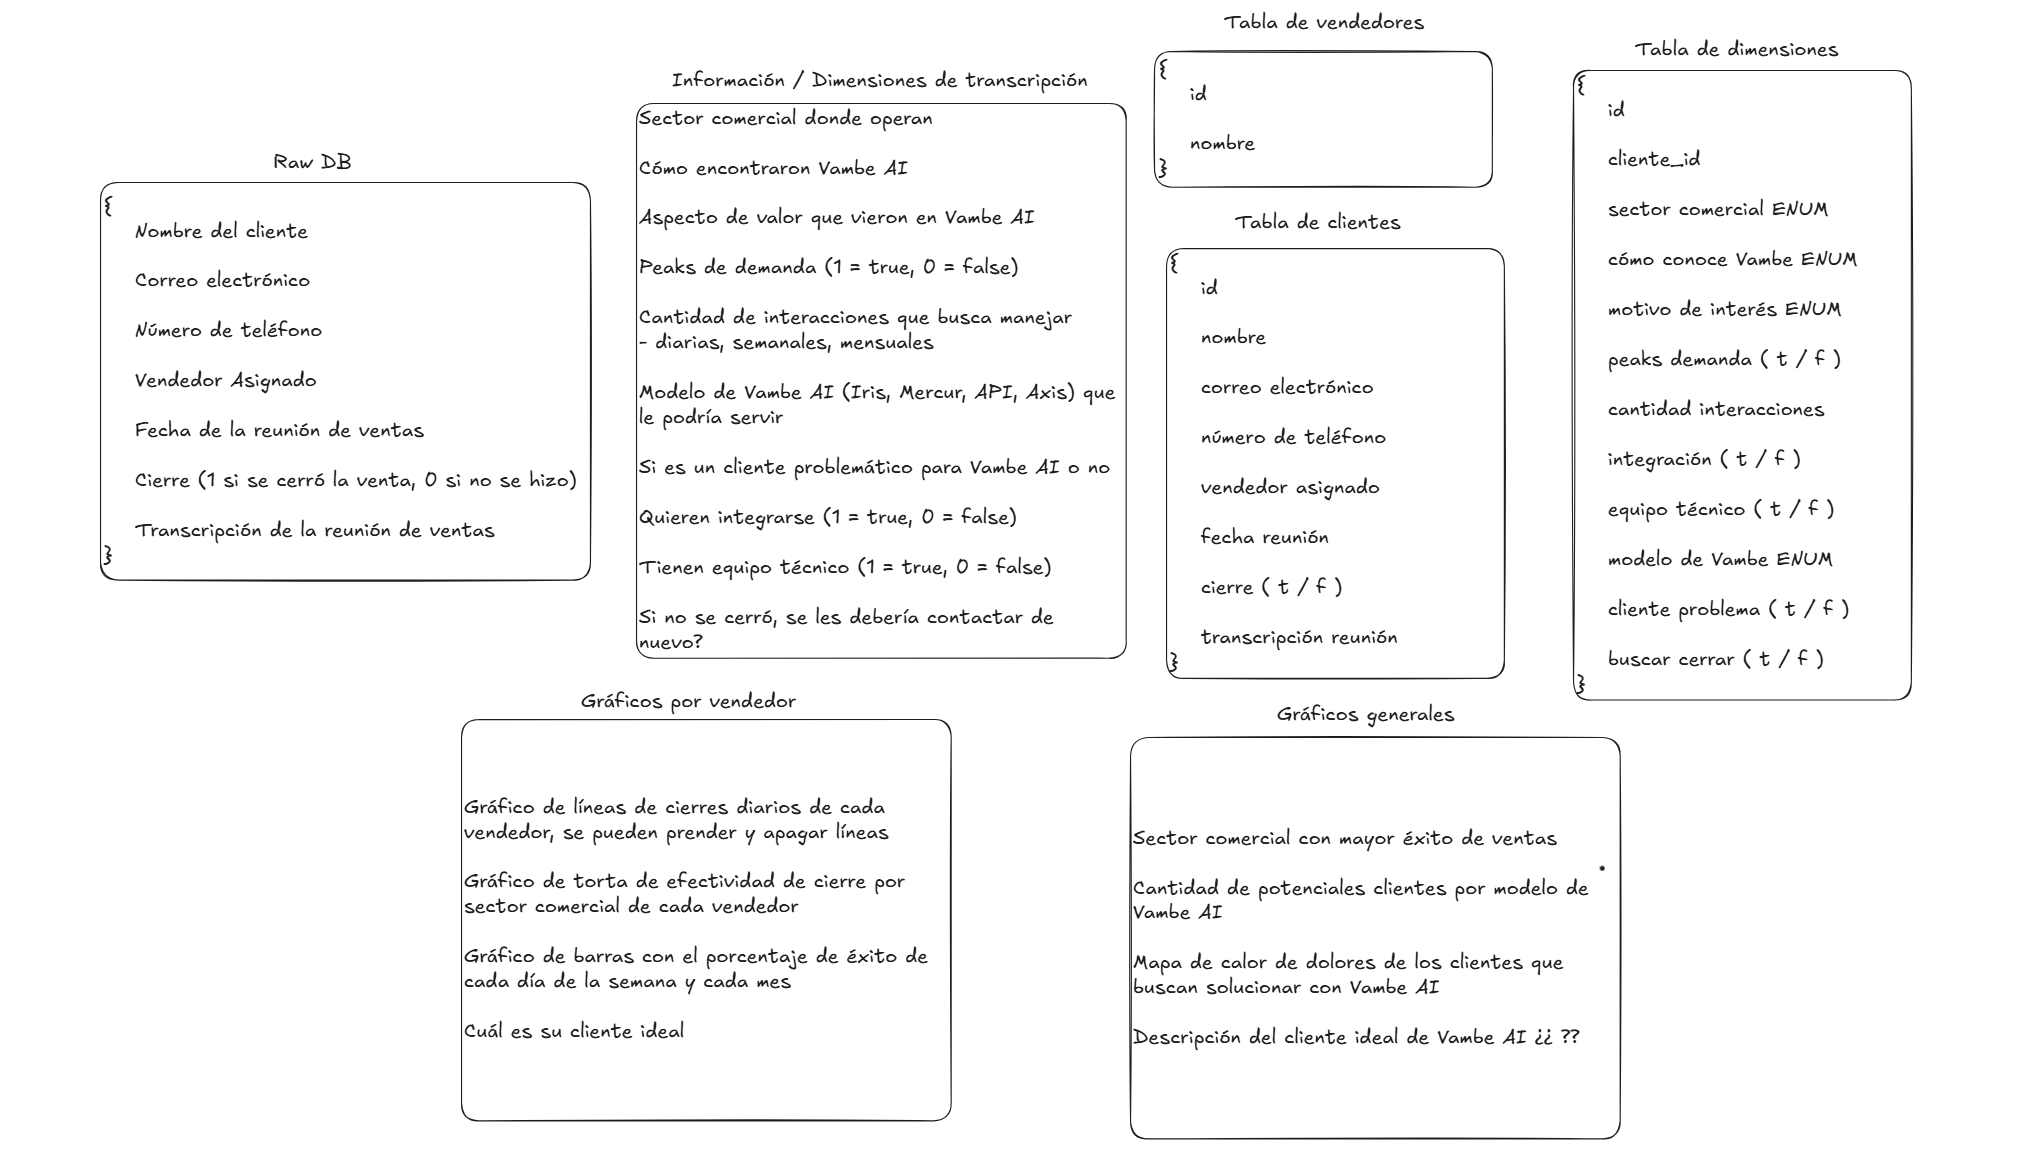 Raw DB
{
Nombre del cliente
Correo electrónico
Número de teléfono
Vendedor Asignado
Fecha de la reunión de ventas
Cierre (1 si se cerró la venta, 0 si no se hizo)
Transcripción de la reunión de ventas
}
Información / Dimensiones de transcripción
Sector comercial donde operan
Cómo encontraron Vambe AI
Aspecto de valor que vieron en Vambe AI
Peaks de demanda (1 = true, 0 = false)
Cantidad de interacciones que busca manejar
- diarias, semanales, mensuales
Modelo de Vambe AI (Iris, Mercur, API, Axis) que
le podría servir
Si es un cliente problemático para Vambe AI o no
Quieren integrarse (1 = true, 0 = false)
Tienen equipo técnico (1 = true, 0 = false)
Si no se cerró, se les debería contactar de
nuevo?
Tabla de vendedores
{
id
nombre
}
Tabla de clientes
{
id
nombre
correo electrónico
número de teléfono
vendedor asignado
fecha reunión
cierre ( t / f )
transcripción reunión
}
Tabla de dimensiones
{
id
cliente_id
sector comercial ENUM
cómo conoce Vambe ENUM
motivo de interés ENUM
peaks demanda ( t / f )
cantidad interacciones
integración ( t / f )
equipo técnico ( t / f )
modelo de Vambe ENUM
cliente problema ( t / f )
buscar cerrar ( t / f )
}
Gráficos por vendedor
Gráfico de líneas de cierres diarios de cada
vendedor, se pueden prender y apagar líneas
Gráfico de torta de efectividad de cierre por
sector comercial de cada vendedor
Gráfico de barras con el porcentaje de éxito de
cada día de la semana y cada mes
Cuál es su cliente ideal
Gráficos generales
Sector comercial con mayor éxito de ventas
Cantidad de potenciales clientes por modelo de
Vambe AI
Mapa de calor de dolores de los clientes que
buscan solucionar con Vambe AI
Descripción del cliente ideal de Vambe AI ¿¿ ??